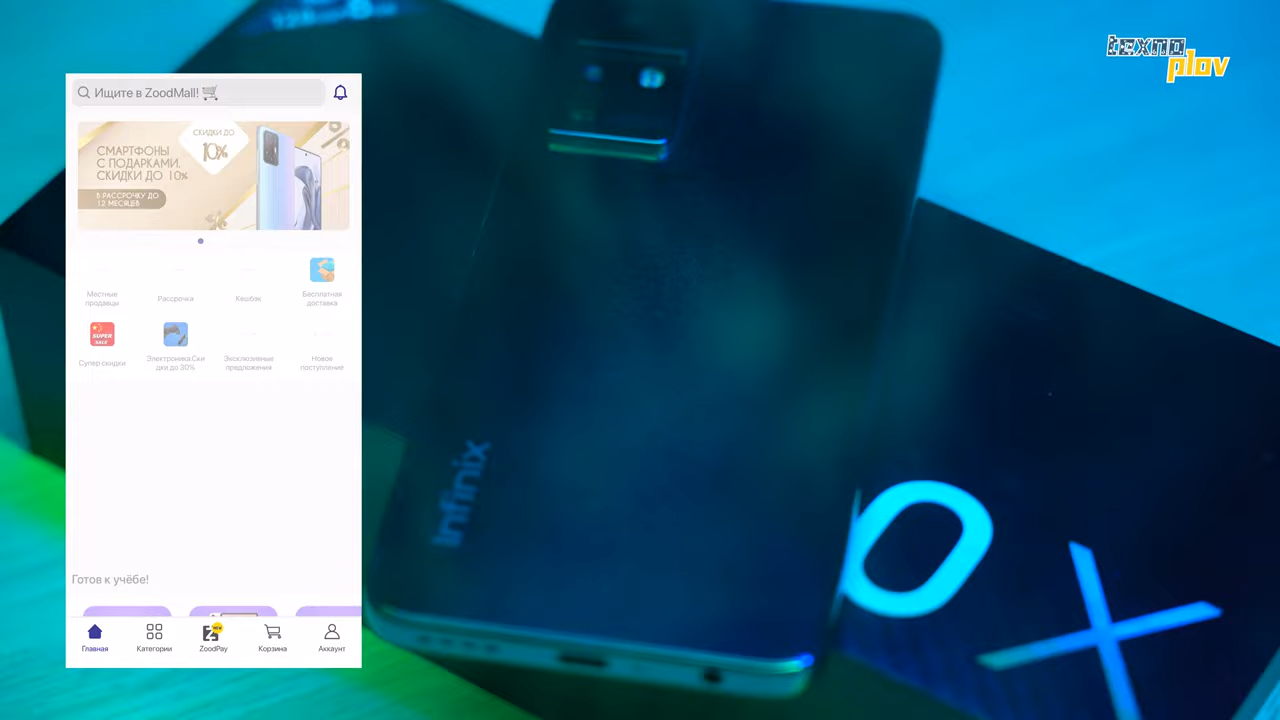 texno
plov
Ищите в ZoodMall!
СКИДКИ ДО
10%
СМАРТФОНЫ
С ПОДАРКАМИ.
СКИДКИ ДО 10%
В РАССРОЧКУ ДО
12 МЕСЯЦЕВ
Местные
продавцы
Рассрочка
Кешбэк
Бесплатная
доставка
SUPER
SALE
Супер скидки
Электроника.Ски
дки до 30%
Эксклюзивные
предложения
Новое
поступление
Готов к учёбе!
NEW
Главная
Категории
ZoodPay
Корзина
Аккаунт
Infinix
0X